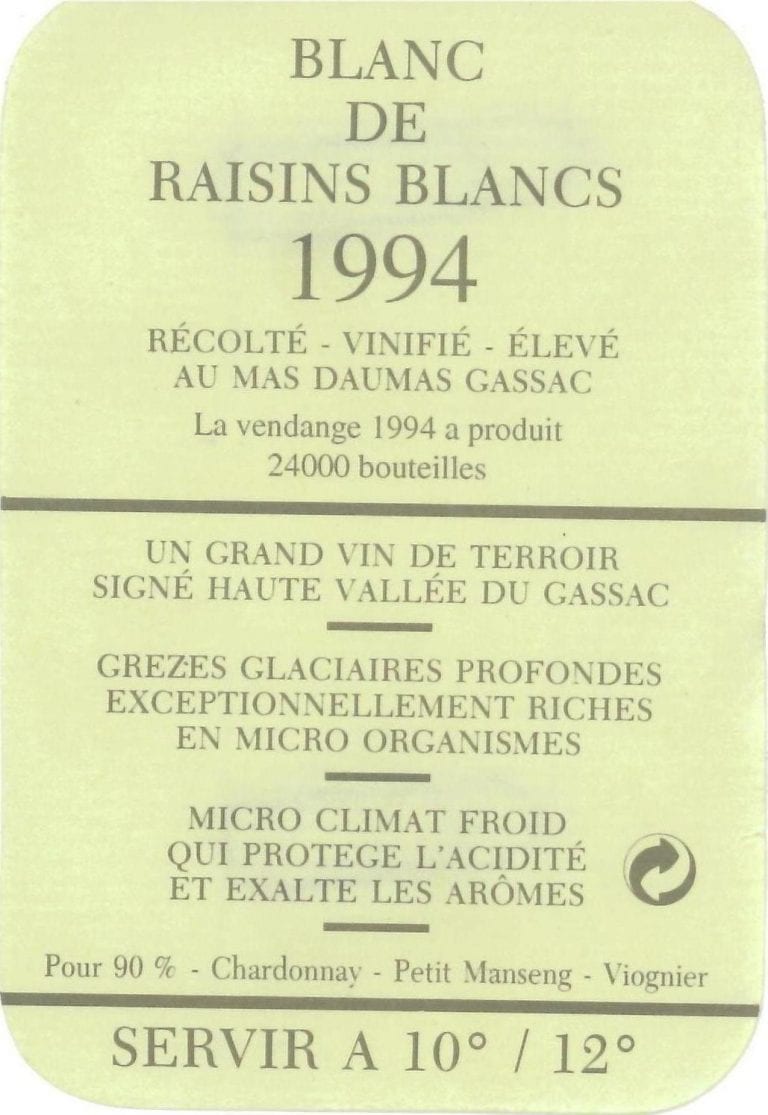 BLANC
DE
RAISINS BLANCS
1994
RÉCOLTÉ - VINIFIÉ - ÉLEVÉ
AU MAS DAUMAS GASSAC
La vendange 1994 a produit
24000 bouteilles
UN GRAND VIN DE TERROIR
SIGNÉ HAUTE VALLÉE DU GASSAC
GREZES GLACIAIRES PROFONDES
EXCEPTIONNELLEMENT RICHES
EN MICRO ORGANISMES
MICRO CLIMAT FROID
QUI PROTEGE L'ACIDITÉ
ET EXALTE LES ARÔMES
Pour 90 % - Chardonnay - Petit Manseng - Viognier
SERVIR A 10° / 12°